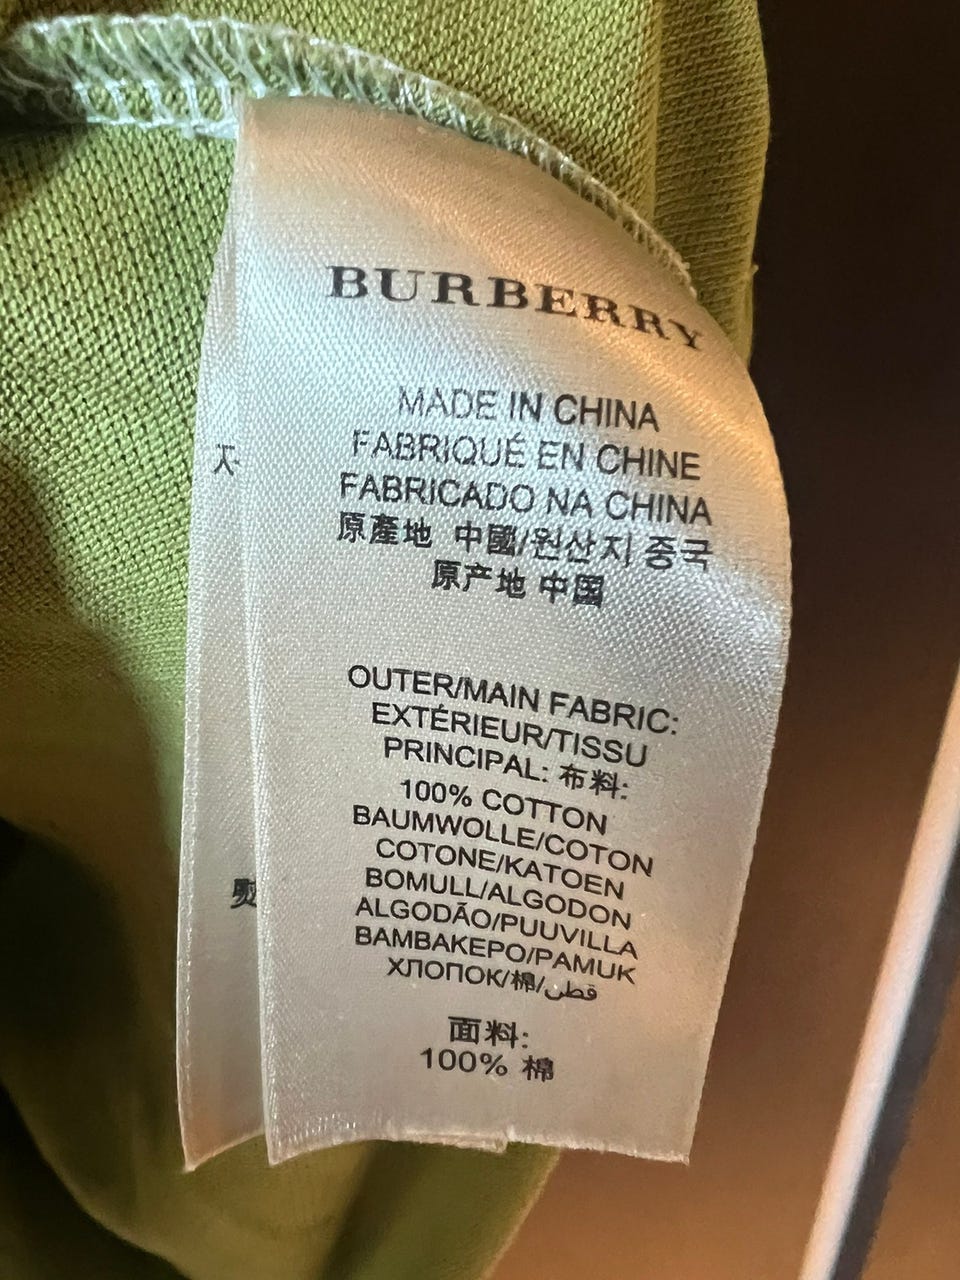 BURBERRY
MADE IN CHINA
FABRIQUÉ EN CHINE
FABRICADO NA CHINA
原產地 中國/원산지 중국
原产地 中国
OUTER/MAIN FABRIC:
EXTÉRIEUR/TISSU
PRINCIPAL: 布料:
100% COTTON
BAUMWOLLE/COTON
COTONE/KATOEN
BOMULL/ALGODON
ALGODÃO/PUUVILLA
BAMBAKEPO/PAMUK
ХЛОПОК/棉/قطن
面料:
100% 棉